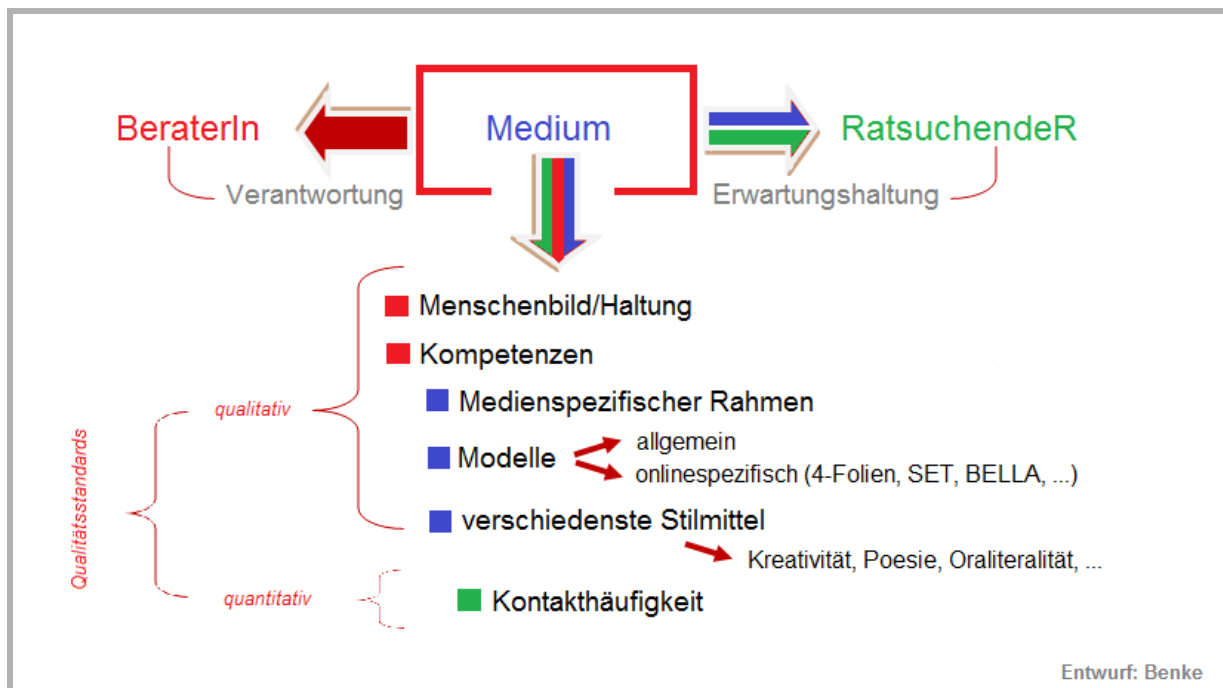 BeraterIn
Medium
RatsuchendeR
Verantwortung
Erwartungshaltung
Menschenbild/Haltung
Kompetenzen
qualitativ
Medienspezifischer Rahmen
Modelle
allgemein
onlinespezifisch (4-Folien, SET, BELLA, ...)
Qualitätsstandards
verschiedenste Stilmittel
Kreativität, Poesie, Oraliteralität, ...
quantitativ
Kontakthäufigkeit
Entwurf: Benke